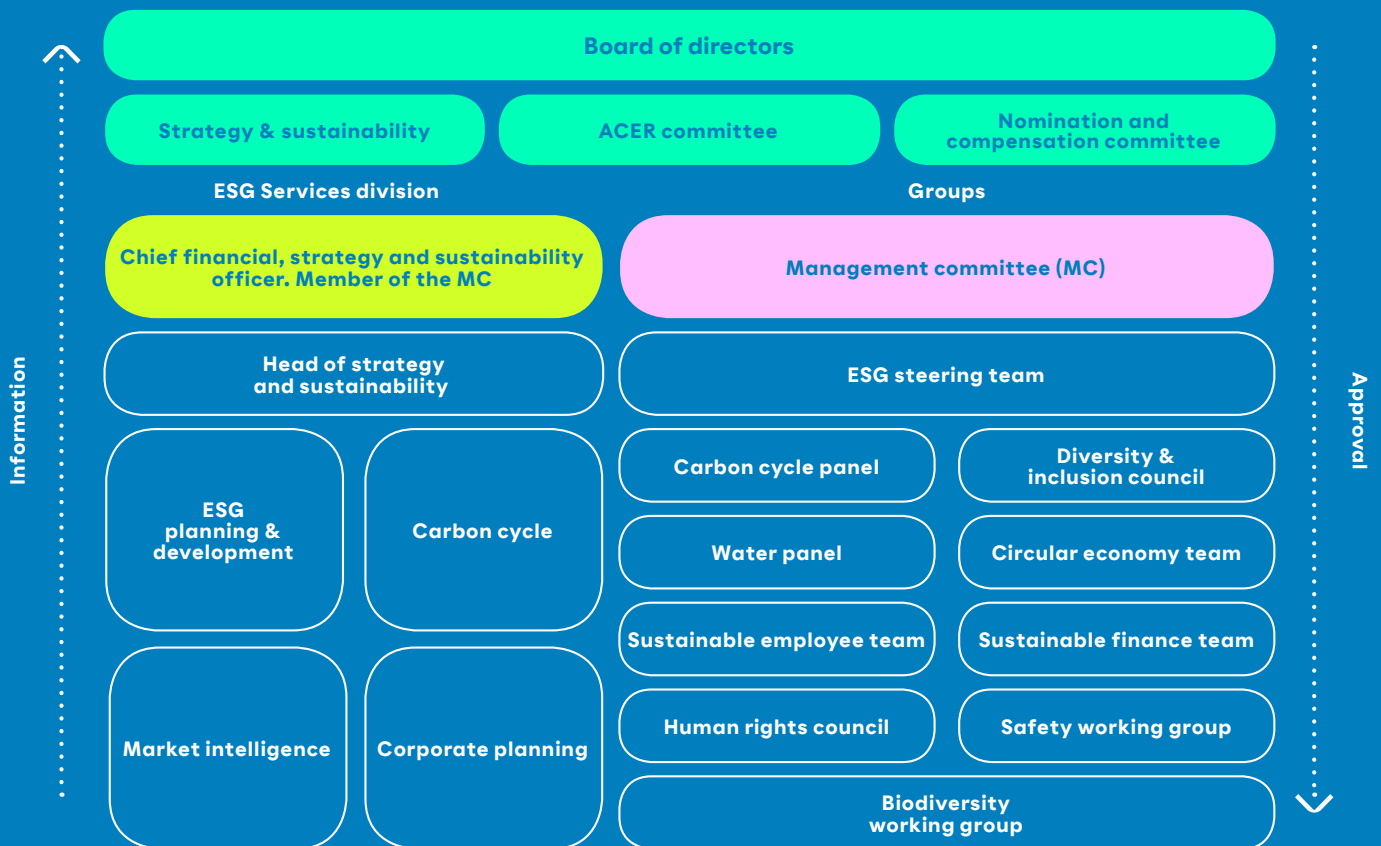 Board of directors
Strategy & sustainability
ACER committee
Nomination and
compensation committee
ESG Services division
Groups
Chief financial, strategy and sustainability
officer. Member of the MC
Management committee (MC)
Head of strategy
and sustainability
ESG steering team
ESG
planning &
development
Carbon cycle
Market intelligence
Corporate planning
Carbon cycle panel
Diversity &
inclusion council
Water panel
Circular economy team
Sustainable employee team
Sustainable finance team
Human rights council
Safety working group
Biodiversity
working group
Information
Approval